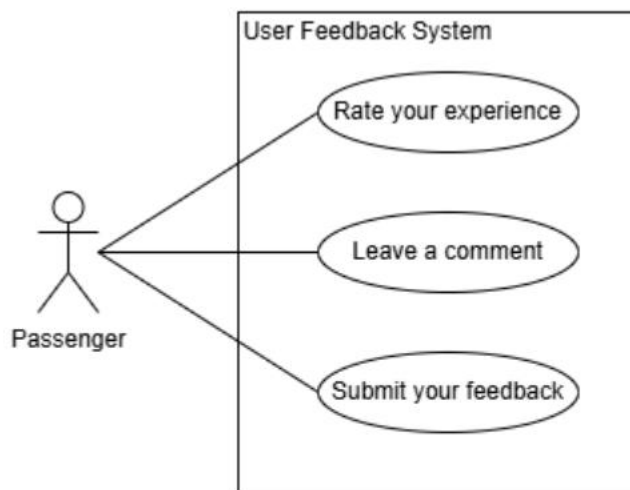 User Feedback System
Rate your experience
Leave a comment
Passenger
Submit your feedback